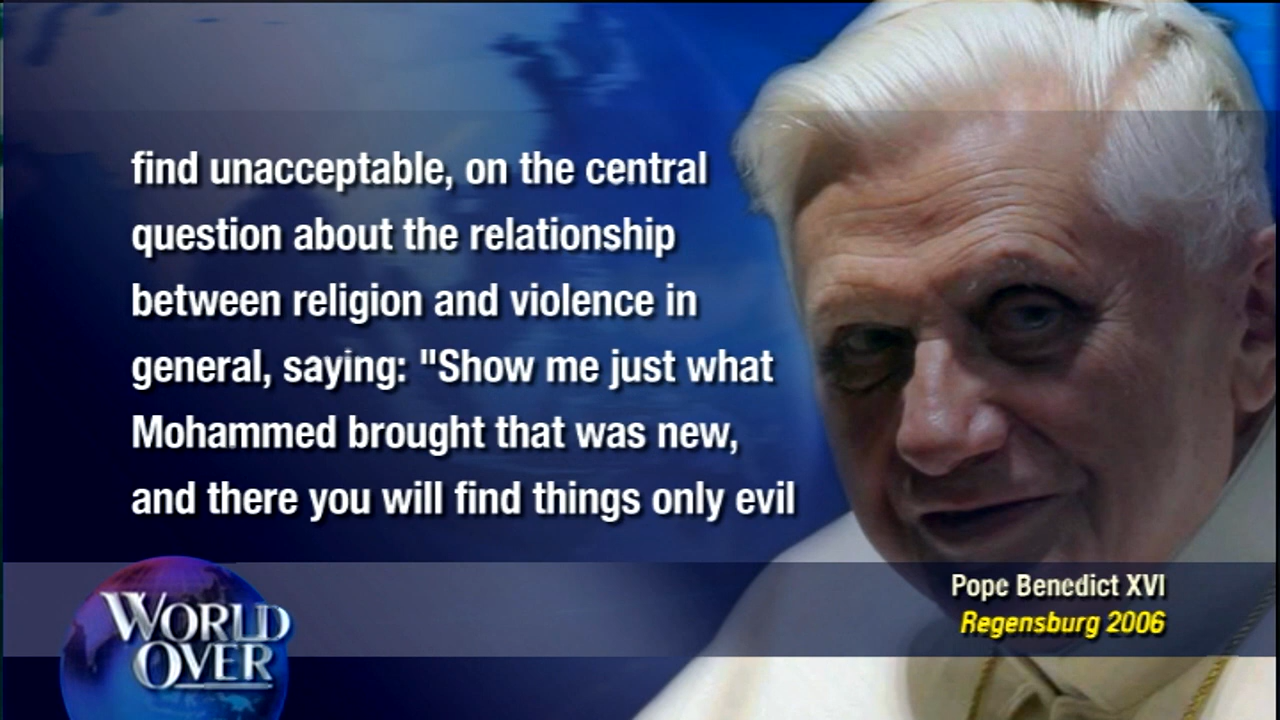 find unacceptable, on the central
question about the relationship
between religion and violence in
general, saying: "Show me just what
Mohammed brought that was new,
and there you will find things only evil
Pope Benedict XVI
Regensburg 2006
WORLD
OVER